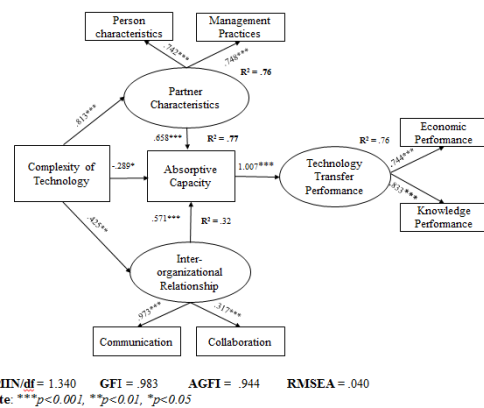 Person
characteristics
Management
Practices
.742***
.748***
R² = .76
Partner
Characteristics
.813***
.658***
R² = .77
R² = .76
Economic
Performance
Complexity of
Technology
-.289*
Absorptive
Capacity
1.007***
Technology
Transfer
Performance
.744***
.833***
Knowledge
Performance
.425**
.571***
R² = .32
Inter-
organizational
Relationship
.973***
.317***
Communication
Collaboration
MIN/df = 1.340 GFI = .983 AGFI = .944 RMSEA = .040
te: ***p<0.001, **p<0.01, *p<0.05